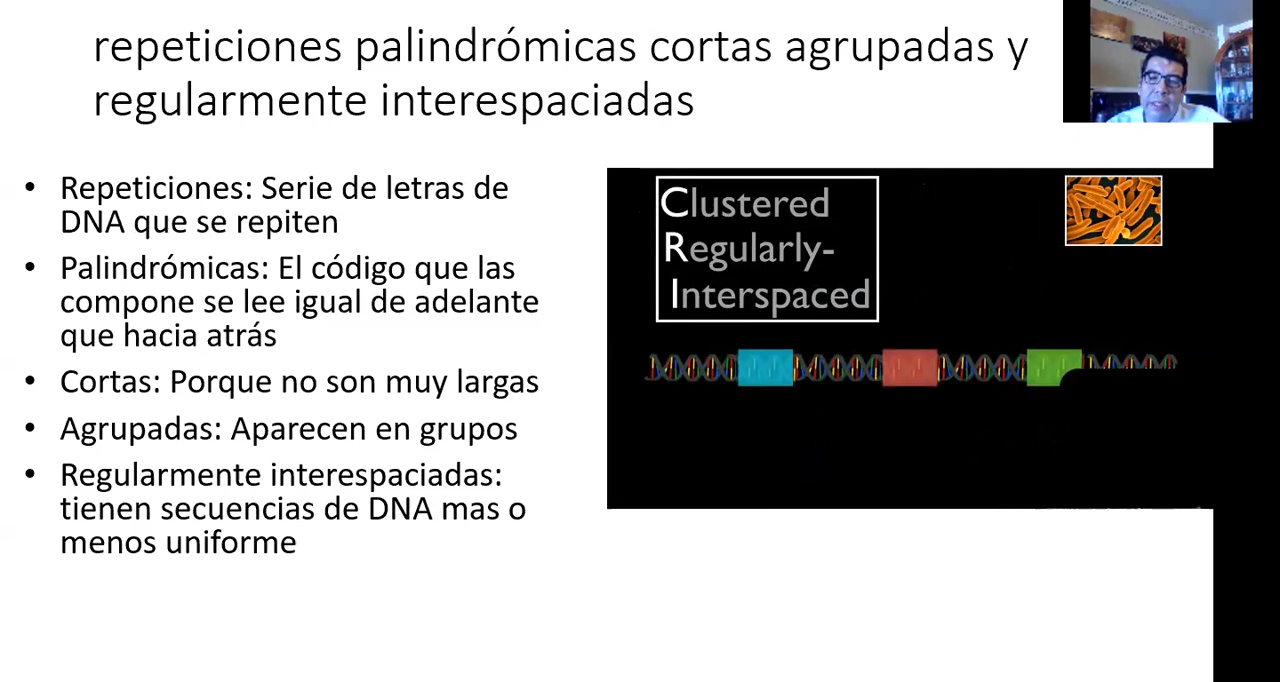 repeticiones palindrómicas cortas agrupadas y
regularmente interespaciadas
Repeticiones: Serie de letras de
DNA que se repiten
Palindrómicas: El código que las
compone se lee igual de adelante
que hacia atrás
Cortas: Porque no son muy largas
Agrupadas: Aparecen en grupos
Regularmente interespaciadas:
tienen secuencias de DNA mas o
menos uniforme
Clustered
Regularly-
Interspaced